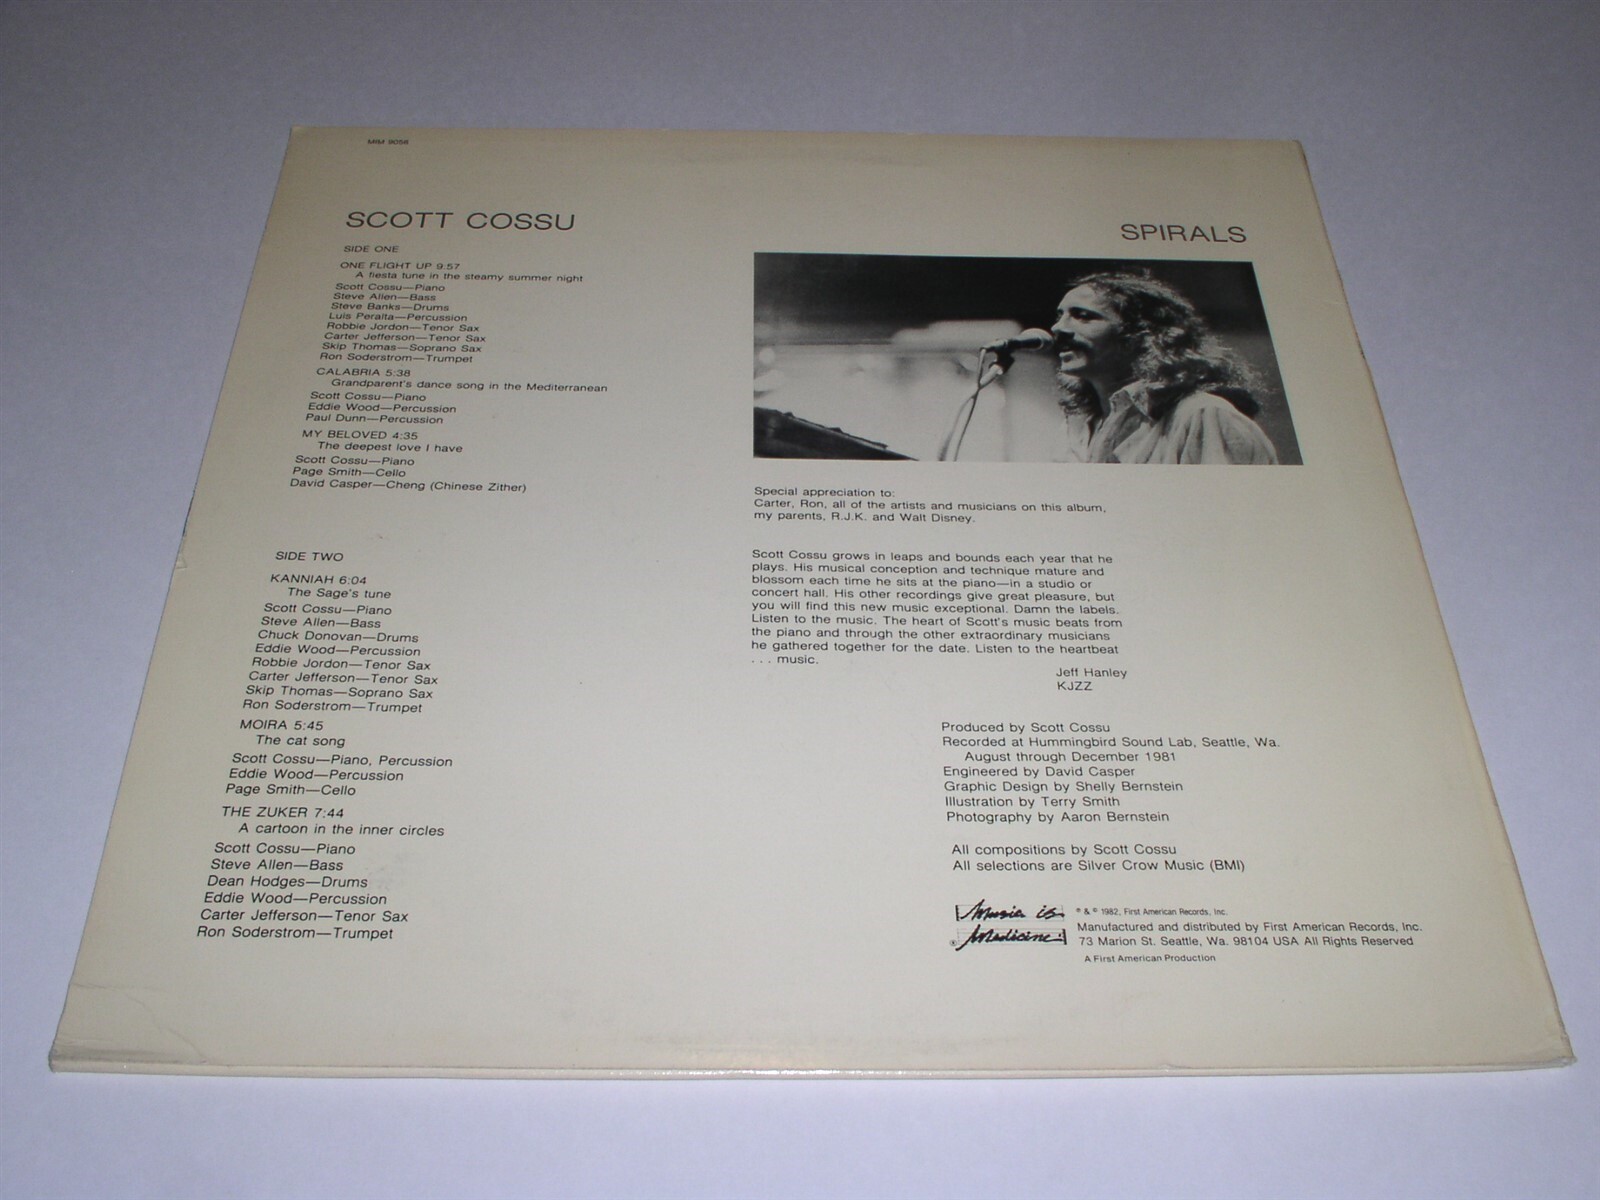 MIM 9056
SCOTT COSSU
SPIRALS
SIDE ONE
ONE FLIGHT UP 9:57
A fiesta tune in the steamy summer night
Scott Cossu—Piano
Steve Allen—Bass
Steve Banks—Drums
Luis Peralta—Percussion
Robbie Jordon—Tenor Sax
Carter Jefferson—Tenor Sax
Skip Thomas—Soprano Sax
Ron Soderstrom—Trumpet
CALABRIA 5:38
Grandparent's dance song in the Mediterranean
Scott Cossu—Piano
Eddie Wood—Percussion
Paul Dunn—Percussion
MY BELOVED 4:35
The deepest love I have
Scott Cossu—Piano
Page Smith—Cello
David Casper—Cheng (Chinese Zither)
SIDE TWO
KANNIAH 6:04
The Sage's tune
Scott Cossu—Piano
Steve Allen—Bass
Chuck Donovan—Drums
Eddie Wood—Percussion
Robbie Jordon—Tenor Sax
Carter Jefferson—Tenor Sax
Skip Thomas—Soprano Sax
Ron Soderstrom—Trumpet
MOIRA 5:45
The cat song
Scott Cossu—Piano, Percussion
Eddie Wood—Percussion
Page Smith—Cello
THE ZUKER 7:44
A cartoon in the inner circles
Scott Cossu—Piano
Steve Allen—Bass
Dean Hodges—Drums
Eddie Wood—Percussion
Carter Jefferson—Tenor Sax
Ron Soderstrom—Trumpet
Special appreciation to:
Carter, Ron, all of the artists and musicians on this album,
my parents, R.J.K. and Walt Disney.
Scott Cossu grows in leaps and bounds each year that he
plays. His musical conception and technique mature and
blossom each time he sits at the piano—in a studio or
concert hall. His other recordings give great pleasure, but
you will find this new music exceptional. Damn the labels.
Listen to the music. The heart of Scott's music beats from
the piano and through the other extraordinary musicians
he gathered together for the date. Listen to the heartbeat
. . . music.
Jeff Hanley
KJZZ
Produced by Scott Cossu
Recorded at Hummingbird Sound Lab, Seattle, Wa.
August through December 1981
Engineered by David Casper
Graphic Design by Shelly Bernstein
Illustration by Terry Smith
Photography by Aaron Bernstein
All compositions by Scott Cossu
All selections are Silver Crow Music (BMI)
Music is
Medicine
℗ & © 1982, First American Records, Inc.
Manufactured and distributed by First American Records, Inc.
73 Marion St. Seattle, Wa. 98104 USA All Rights Reserved
A First American Production